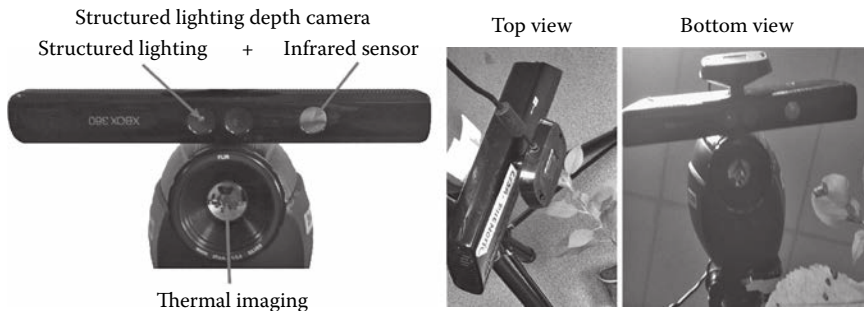 Structured lighting depth camera
Structured lighting + Infrared sensor
XBOX 360
FLIR
Thermal imaging
Top view
Bottom view